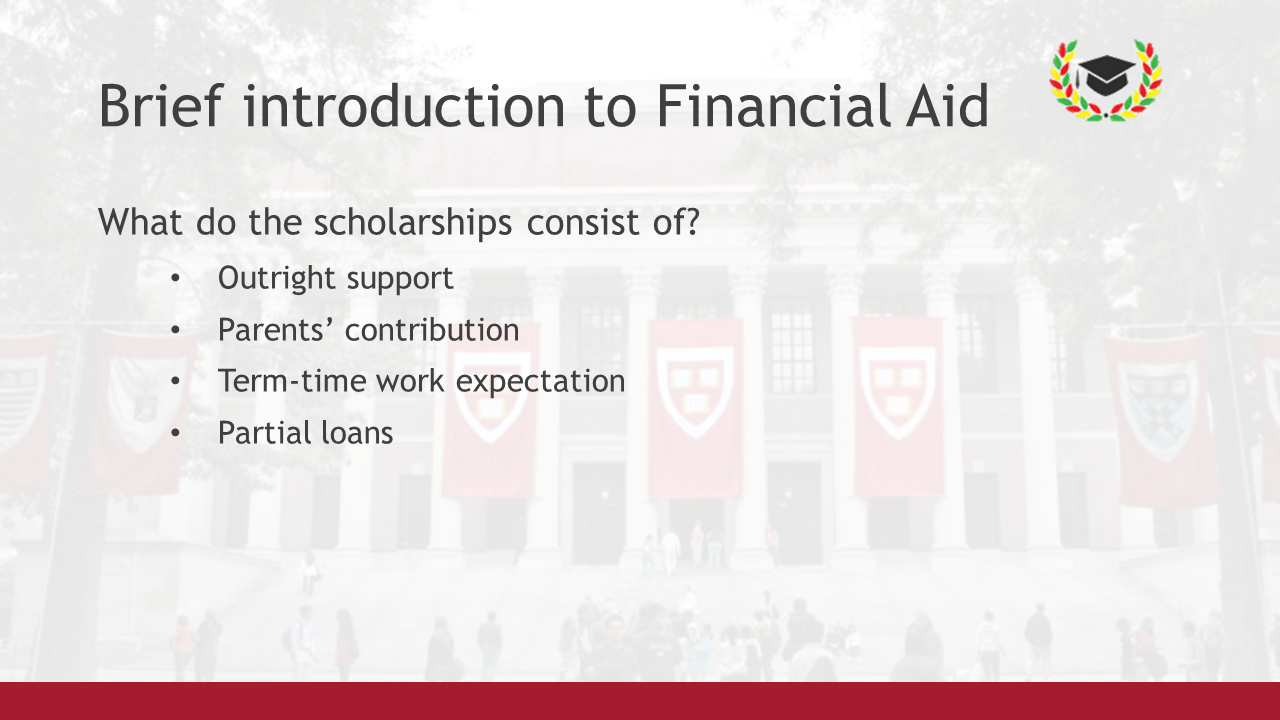 Brief introduction to Financial Aid
What do the scholarships consist of?
• Outright support
• Parents’ contribution
• Term-time work expectation
• Partial loans